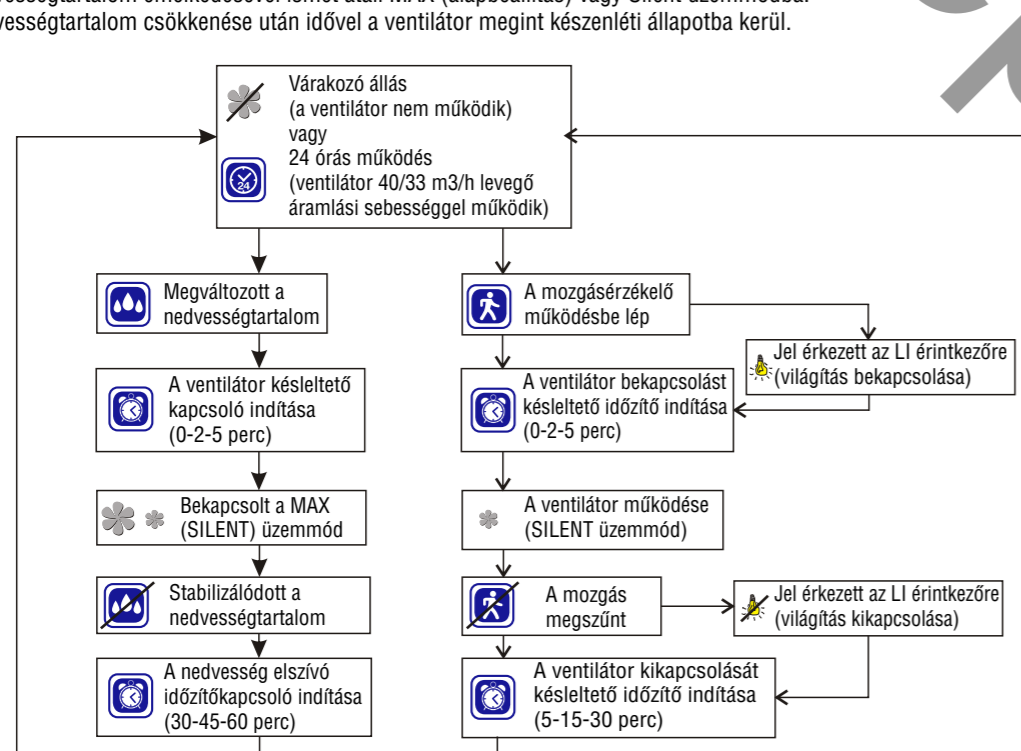 vességtartalom csökkenése után idővel a ventilátor megint készenléti állapotba kerül.
Várakozó állás
(a ventilátor nem működik)
vagy
24 órás működés
(ventilátor 40/33 m3/h levegő
áramlási sebességgel működik)
24
Megváltozott a
nedvességtartalom
A ventilátor késleltető
kapcsoló indítása
(0-2-5 perc)
Bekapcsolt a MAX
(SILENT) üzemmód
Stabilizálódott a
nedvességtartalom
A nedvesség elszívó
időzítőkapcsoló indítása
(30-45-60 perc)
A mozgásérzékelő
működésbe lép
Jel érkezett az LI érintkezőre
(világítás bekapcsolása)
A ventilátor bekapcsolást
késleltető időzítő indítása
(0-2-5 perc)
A ventilátor működése
(SILENT üzemmód)
A mozgás
megszűnt
Jel érkezett az LI érintkezőre
(világítás kikapcsolása)
A ventilátor kikapcsolását
késleltető időzítő indítása
(5-15-30 perc)